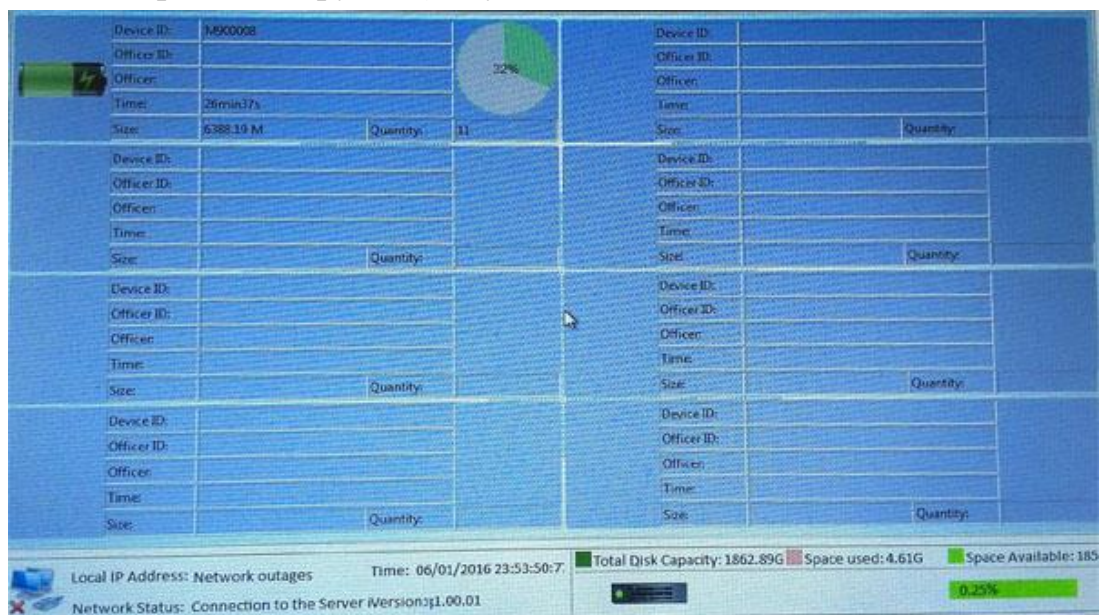 Device ID: M900008
Officer ID:
Officer:
Time: 26min37s
32%
Size: 6388.19 M Quantity: 11
Device ID:
Officer ID:
Officer:
Time:
Size: Quantity:
Device ID:
Officer ID:
Officer:
Time:
Size: Quantity:
Device ID:
Officer ID:
Officer:
Time:
Size: Quantity:
Device ID:
Officer ID:
Officer:
Time:
Size: Quantity:
Device ID:
Officer ID:
Officer:
Time:
Size: Quantity:
Device ID:
Officer ID:
Officer:
Time:
Size: Quantity:
Device ID:
Officer ID:
Officer:
Time:
Size: Quantity:
Local IP Address: Network outages Time: 06/01/2016 23:53:50:7
Network Status: Connection to the Server Version: 1.00.01
Total Disk Capacity: 1862.89G Space used: 4.61G Space Available: 185
0.25%